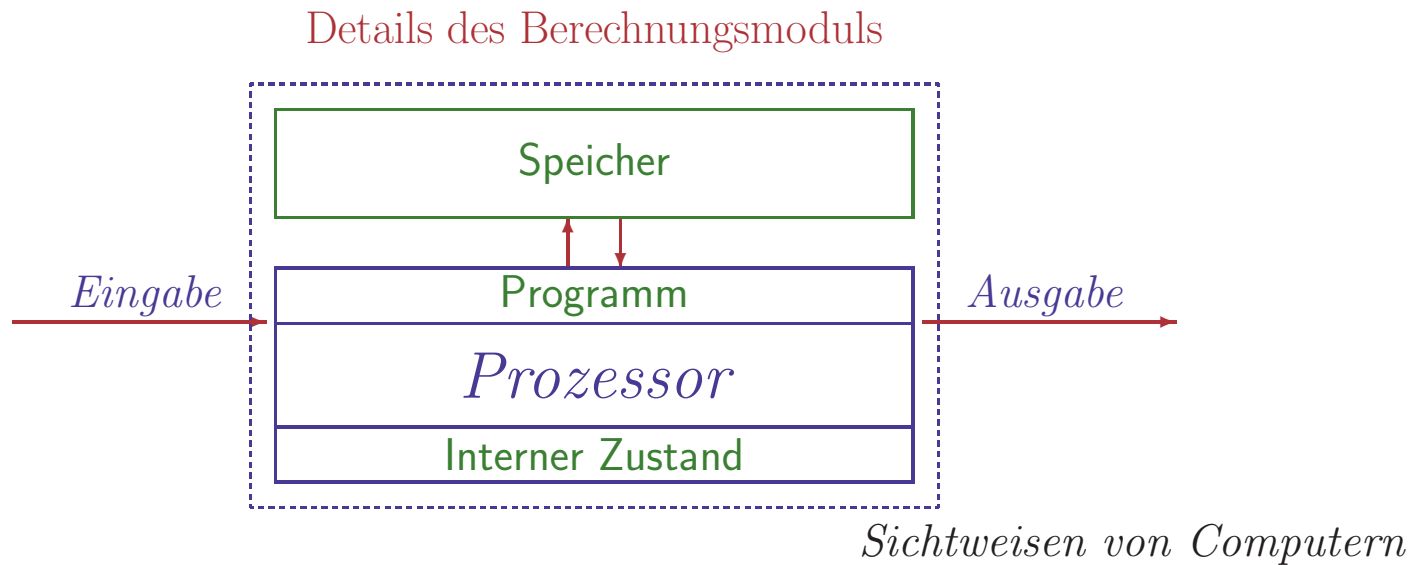 Details des Berechnungsmoduls
Speicher
Eingabe
Programm
Ausgabe
Prozessor
Interner Zustand
Sichtweisen von Computern